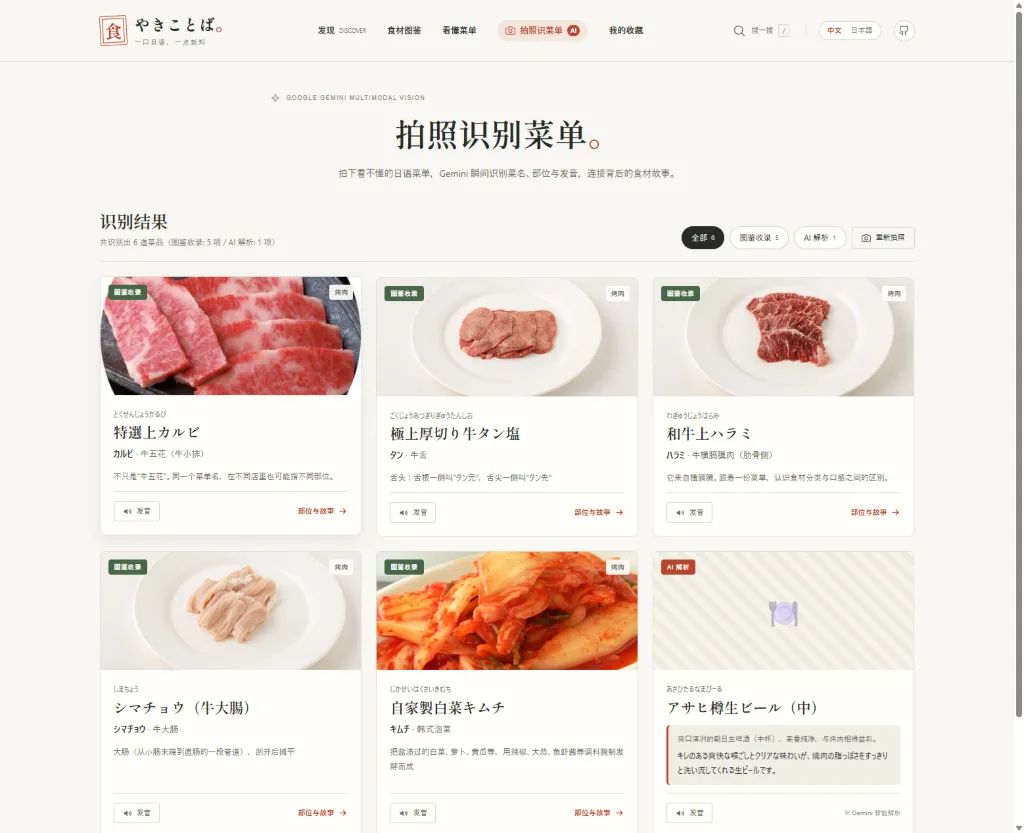 食
やきことば。
一口日语，一点新知
发现 DISCOVER
食材图鉴
看懂菜单
拍照识菜单 AI
我的收藏
搜一搜 /
中文 日本語
GOOGLE GEMINI MULTIMODAL VISION
拍照识别菜单。
拍下看不懂的日语菜单，Gemini 瞬间识别菜名、部位与发音，连接背后的食材故事。
识别结果
共识别出 6 道菜品（图鉴收录: 5 项 / AI 解析: 1 项）
全部 6
图鉴收录 5
AI 解析 1
重新拍照
图鉴收录
烤肉
とくせんじょうかるび
特選上カルビ
カルビ · 牛五花（牛小排）
不只是"牛五花"。同一个菜单名，在不同店里也可能指不同部位。
发音
部位与故事 →
图鉴收录
烤肉
ごくじょうあつぎりぎゅうたんしお
極上厚切り牛タン塩
タン · 牛舌
舌头：舌根一侧叫"タン元"，舌尖一侧叫"タン先"
发音
部位与故事 →
图鉴收录
烤肉
わぎゅうじょうはらみ
和牛上ハラミ
ハラミ · 牛横膈膜肉（肋骨侧）
它来自横膈膜。跟着一份菜单，认识食材分类与口感之间的区别。
发音
部位与故事 →
图鉴收录
烤肉
しまちょう
シマチョウ（牛大腸）
シマチョウ · 牛大肠
大肠（从小肠末端到直肠的一段管道），剖开后摊平
发音
部位与故事 →
图鉴收录
烤肉
じかせいはくさいきむち
自家製白菜キムチ
キムチ · 韩式泡菜
把盐渍过的白菜、萝卜、黄瓜等，用辣椒、大蒜、鱼虾酱等调料腌制发
酵而成
发音
部位与故事 →
AI 解析
あさひたるなまびーる
アサヒ樽生ビール（中）
爽口清冽的朝日生啤酒（中杯），麦香纯净，与烤肉相得益彰。
キレのある爽快な喉ごしとクリアな味わいが、焼肉の脂っぽさをすっきり
と洗い流してくれる生ビールです。
发音
※ Gemini 智能解析